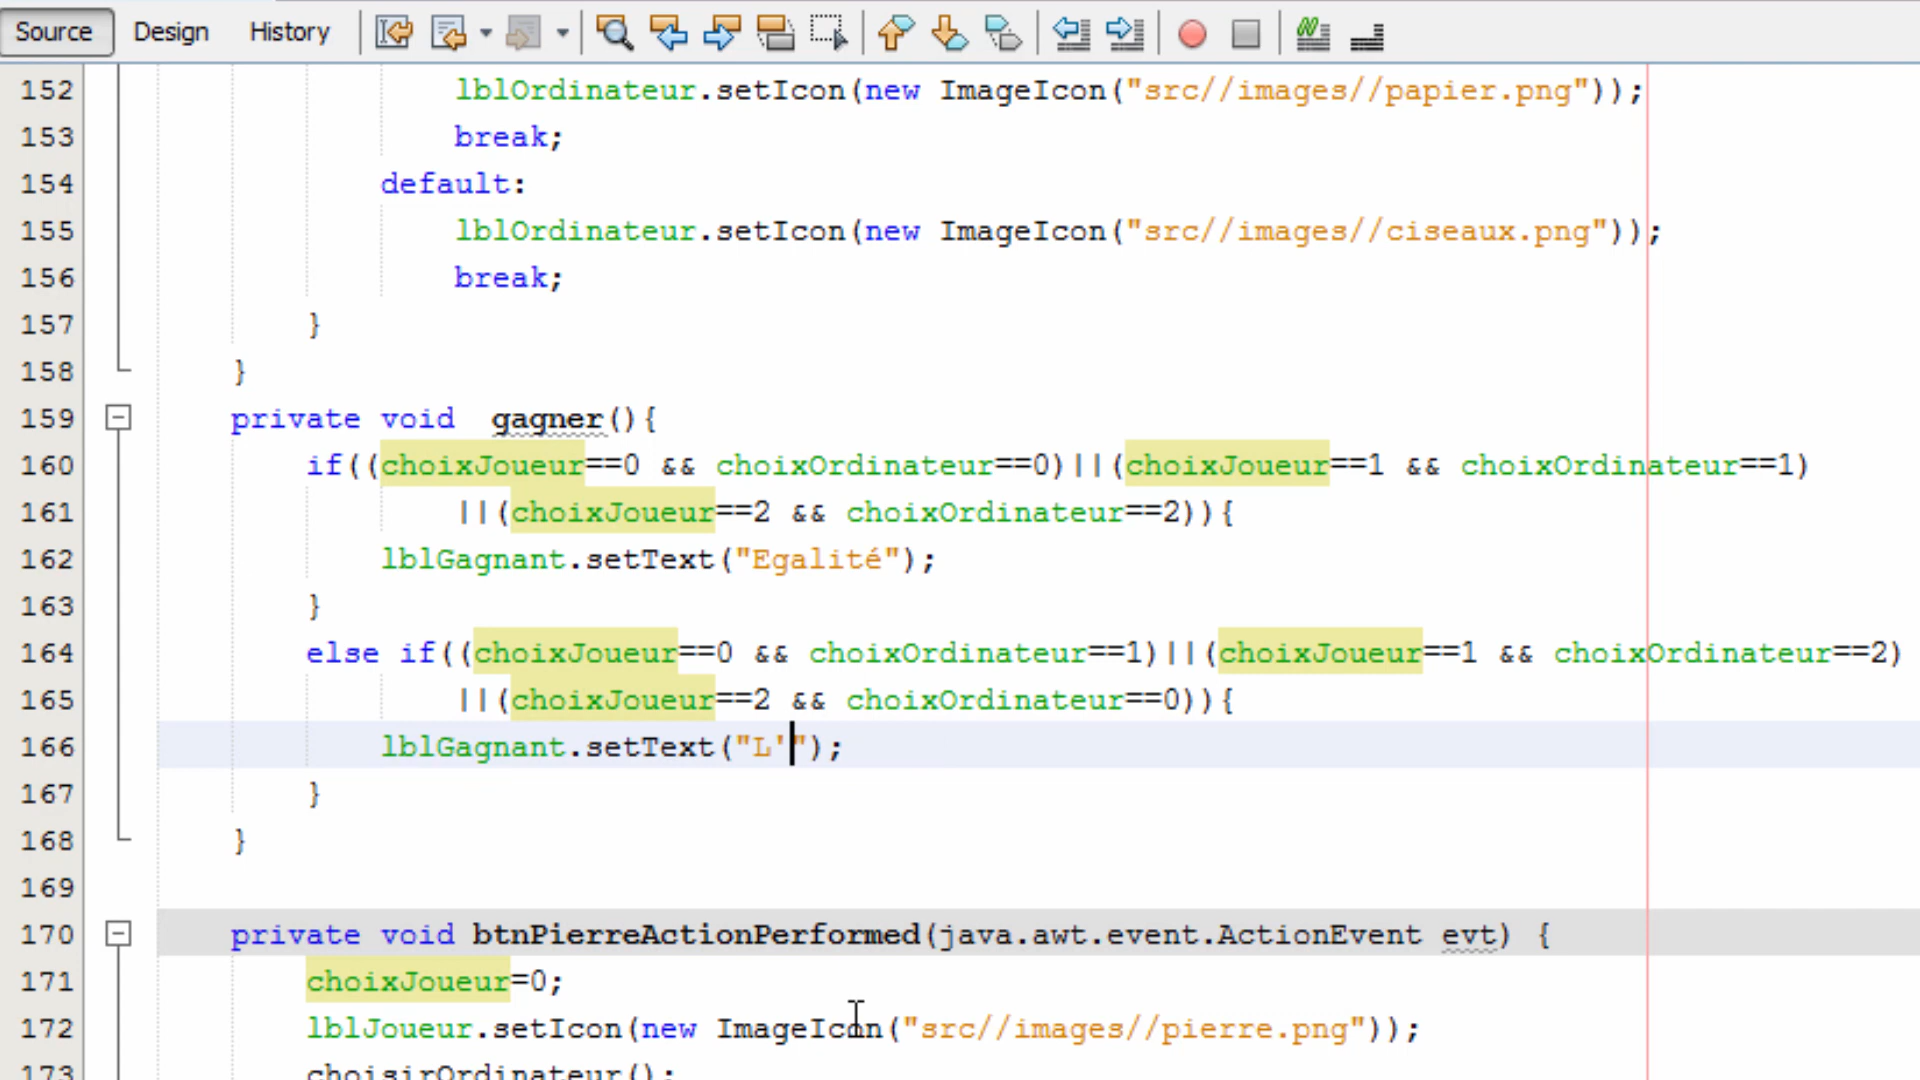 Source Design History
152 lblOrdinateur.setIcon(new ImageIcon("src//images//papier.png"));
153 break;
154 default:
155 lblOrdinateur.setIcon(new ImageIcon("src//images//ciseaux.png"));
156 break;
157 }
158 }
159 private void  gagner(){
160 if((choixJoueur==0 && choixOrdinateur==0)||(choixJoueur==1 && choixOrdinateur==1)
161 ||(choixJoueur==2 && choixOrdinateur==2)){
162 lblGagnant.setText("Egalité");
163 }
164 else if((choixJoueur==0 && choixOrdinateur==1)||(choixJoueur==1 && choixOrdinateur==2)
165 ||(choixJoueur==2 && choixOrdinateur==0)){
166 lblGagnant.setText("L'");
167 }
168 }
169
170 private void btnPierreActionPerformed(java.awt.event.ActionEvent evt) {
171 choixJoueur=0;
172 lblJoueur.setIcon(new ImageIcon("src//images//pierre.png"));
173 choisirOrdinateur();